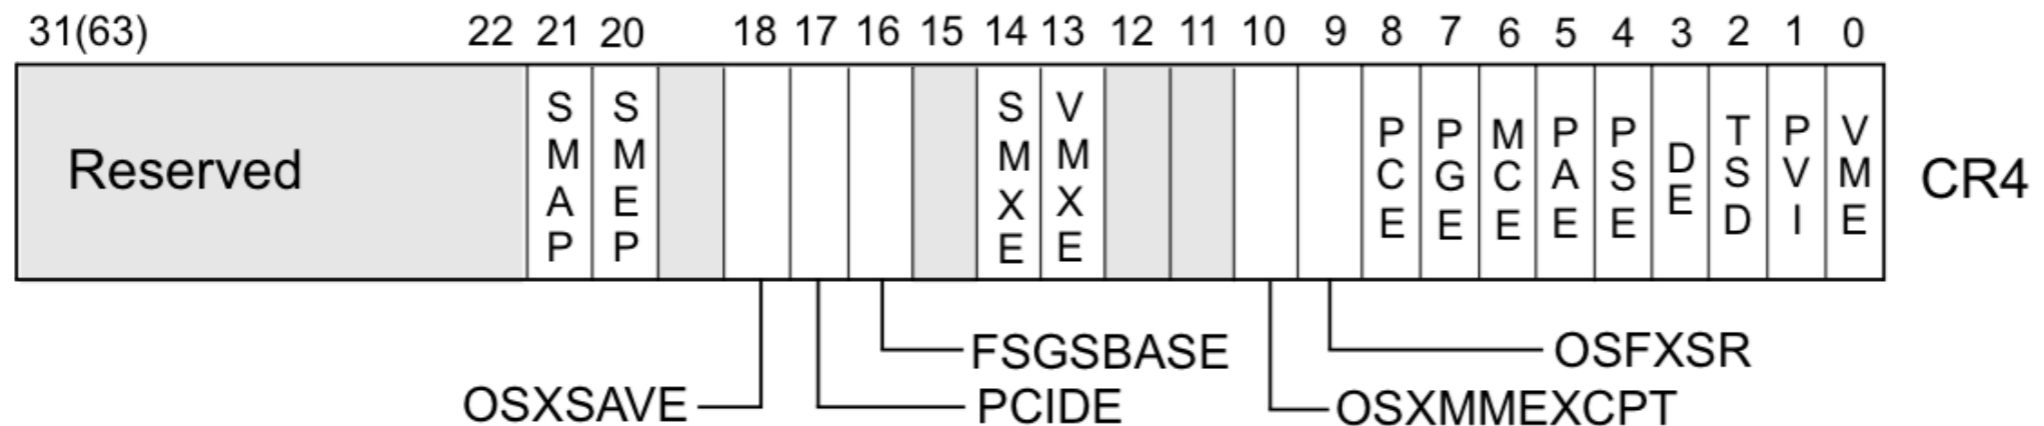 31(63) 22 21 20 18 17 16 15 14 13 12 11 10 9 8 7 6 5 4 3 2 1 0
Reserved
SMAP
SMEP
SMXE
VMXE
PCE
PGE
MCE
PAE
PSE
DE
TSD
PVI
VME
CR4
FSGSBASE
OSFXSR
OSXSAVE
PCIDE
OSXMMEXCPT